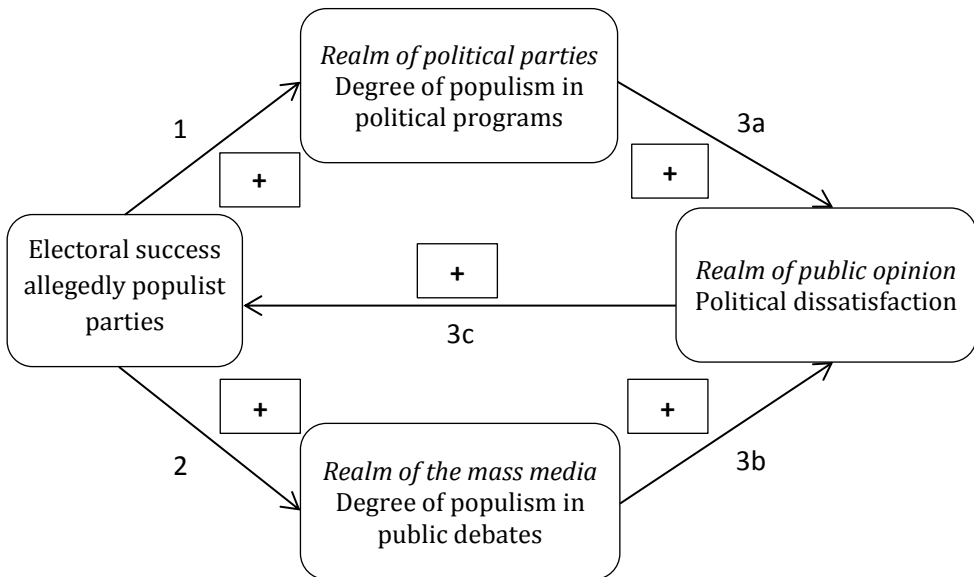 Realm of political parties
Degree of populism in
political programs
1
3a
+
+
Electoral success
allegedly populist
parties
+
Realm of public opinion
Political dissatisfaction
3c
+
+
2
3b
Realm of the mass media
Degree of populism in
public debates